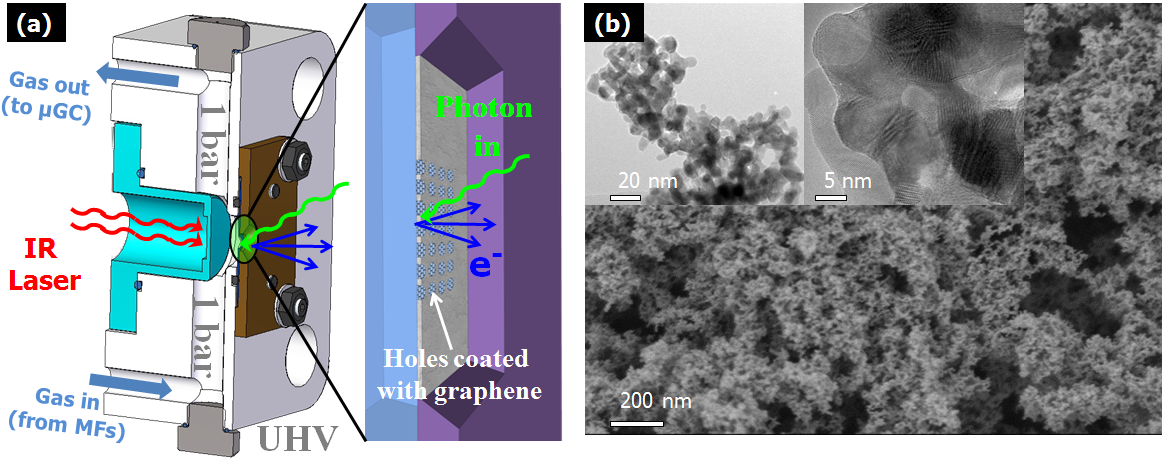 (a)
Gas out
(to µGC)
1 bar
IR
Laser
1 bar
Gas in
(from MFs)
UHV
Photon
in
e-
Holes coated
with graphene
(b)
20 nm
5 nm
200 nm